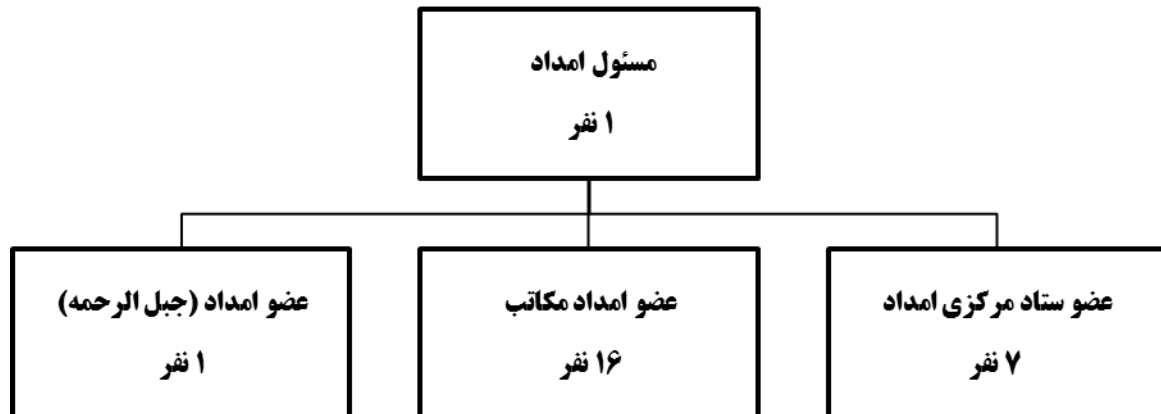 مسئول امداد
۱ نفر
عضو ستاد مرکزی امداد
۷ نفر
عضو امداد مکاتب
۱۶ نفر
عضو امداد (جبل الرحمه)
۱ نفر